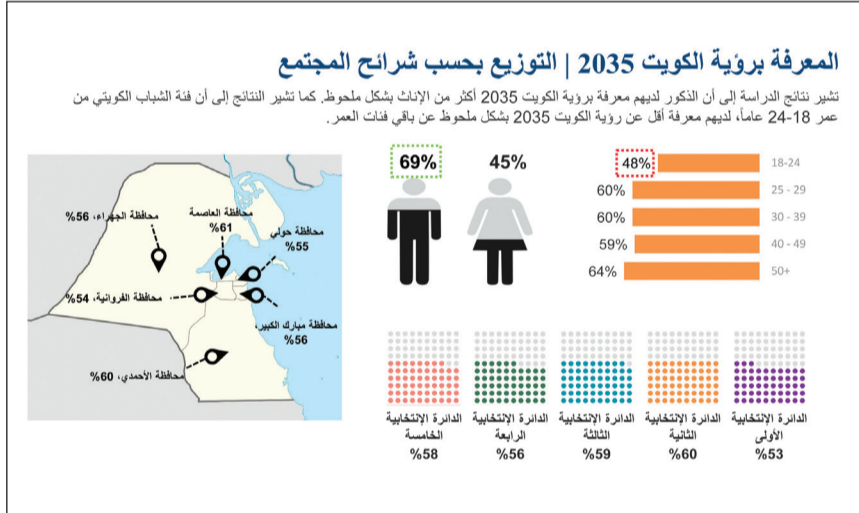 المعرفة برؤية الكويت 2035 | التوزيع بحسب شرائح المجتمع
تشير نتائج الدراسة إلى أن الذكور لديهم معرفة برؤية الكويت 2035 أكثر من الإناث بشكل ملحوظ. كما تشير النتائج إلى أن فئة الشباب الكويتي من
عمر 18-24 عاماً، لديهم معرفة أقل عن رؤية الكويت 2035 بشكل ملحوظ عن باقي فئات العمر.
18-24
48%
25 - 29
60%
30 - 39
60%
40 - 49
59%
50+
64%
45%
69%
محافظة العاصمة
%61
محافظة الجهراء، 56%
محافظة حولي
%55
محافظة الفروانية، 54%
محافظة مبارك الكبير،
%56
محافظة الأحمدي، 60%
الدائرة الإنتخابية
الأولى
%53
الدائرة الإنتخابية
الثانية
%60
الدائرة الإنتخابية
الثالثة
%59
الدائرة الإنتخابية
الرابعة
%56
الدائرة الإنتخابية
الخامسة
%58